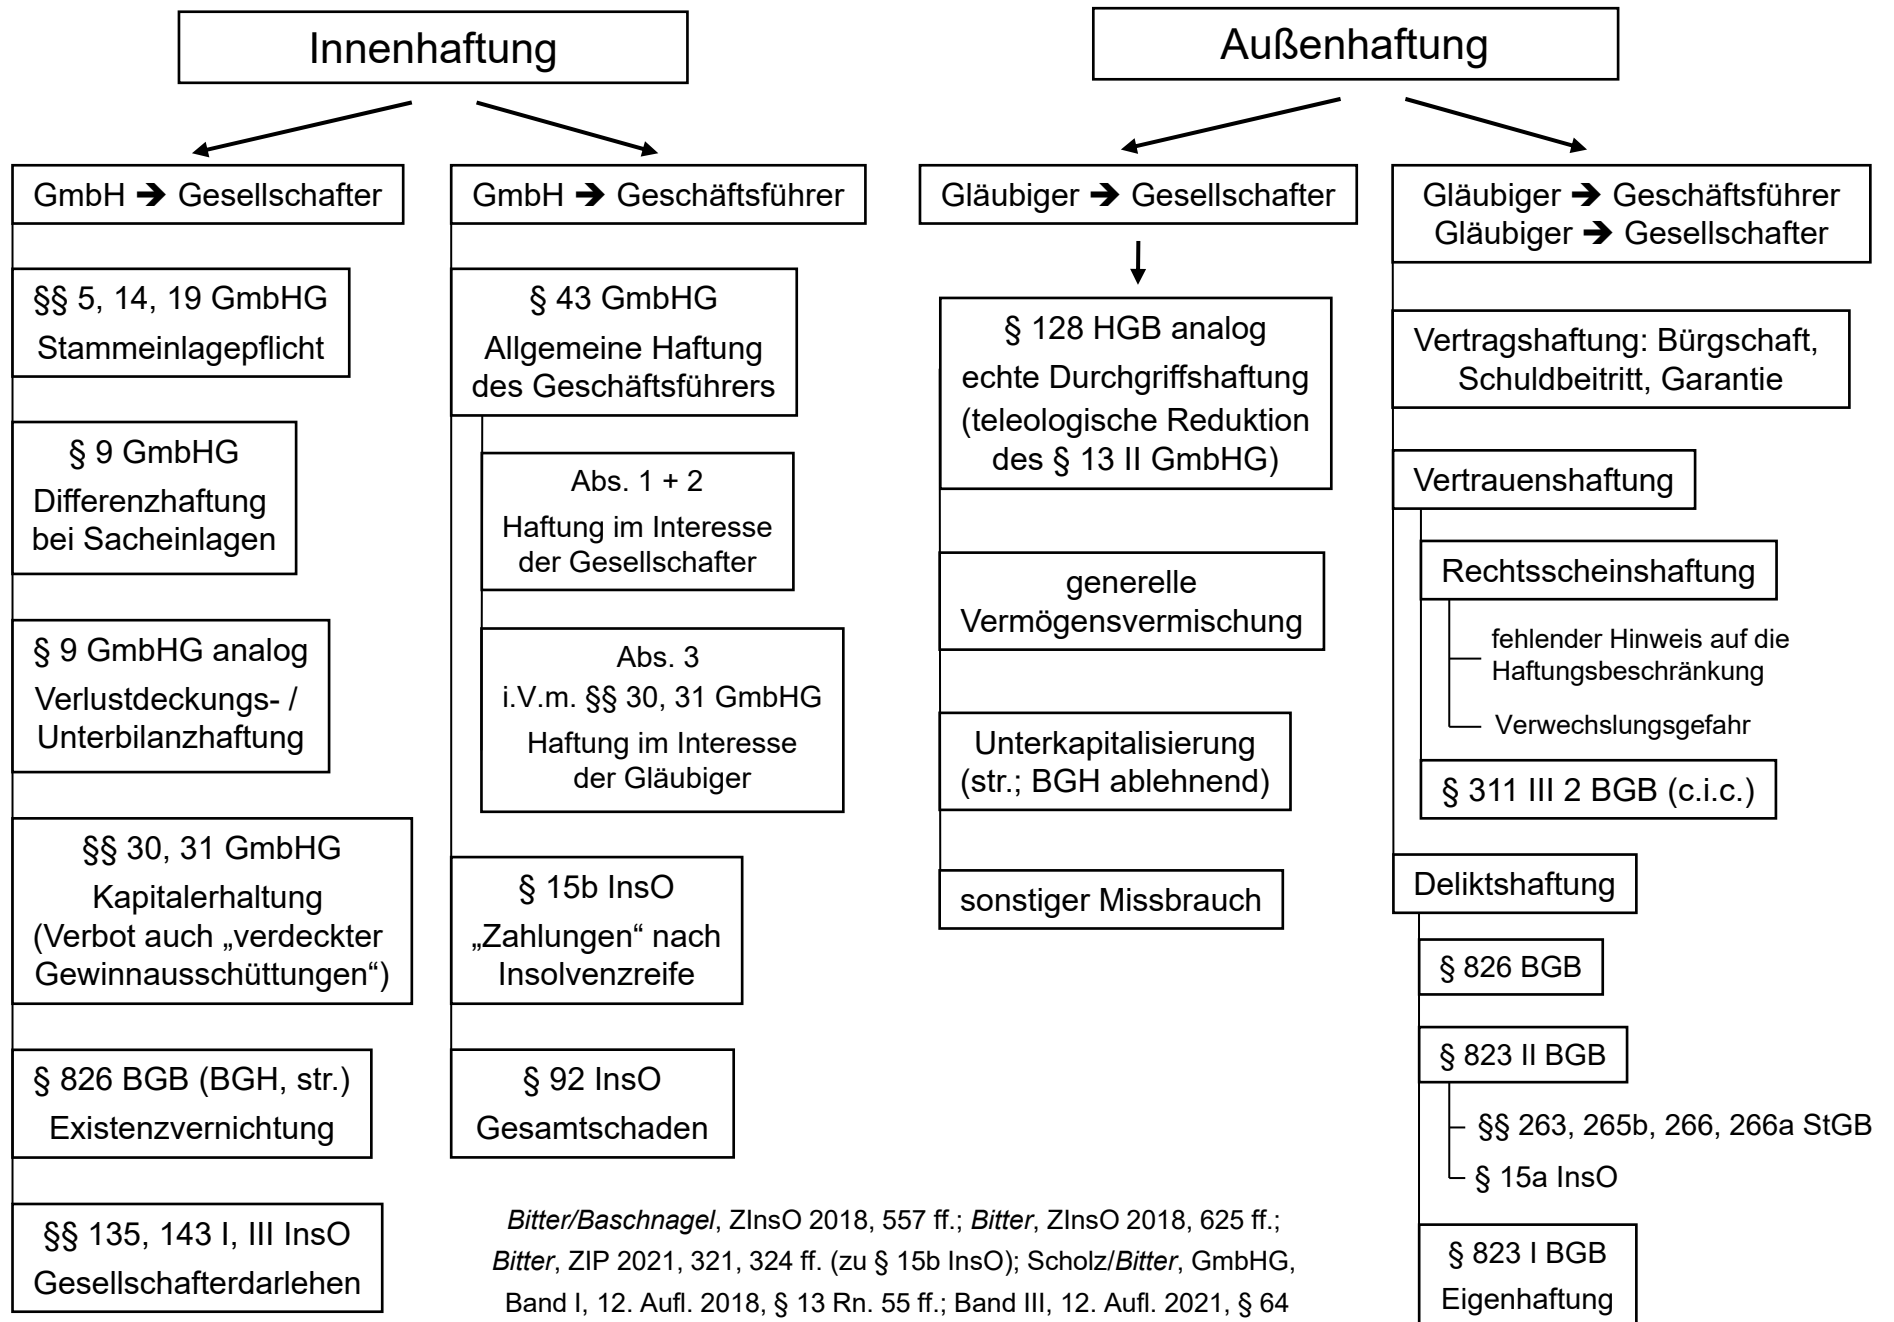 Innenhaftung
GmbH ➔ Gesellschafter
§§ 5, 14, 19 GmbHG
Stammeinlagepflicht
§ 9 GmbHG
Differenzhaftung
bei Sacheinlagen
§ 9 GmbHG analog
Verlustdeckungs- /
Unterbilanzhaftung
§§ 30, 31 GmbHG
Kapitalerhaltung
(Verbot auch „verdeckter
Gewinnausschüttungen“)
§ 826 BGB (BGH, str.)
Existenzvernichtung
§§ 135, 143 I, III InsO
Gesellschafterdarlehen
GmbH ➔ Geschäftsführer
§ 43 GmbHG
Allgemeine Haftung
des Geschäftsführers
Abs. 1 + 2
Haftung im Interesse
der Gesellschafter
Abs. 3
i.V.m. §§ 30, 31 GmbHG
Haftung im Interesse
der Gläubiger
§ 15b InsO
„Zahlungen“ nach
Insolvenzreife
§ 92 InsO
Gesamtschaden
Außenhaftung
Gläubiger ➔ Gesellschafter
§ 128 HGB analog
echte Durchgriffshaftung
(teleologische Reduktion
des § 13 II GmbHG)
generelle
Vermögensvermischung
Unterkapitalisierung
(str.; BGH ablehnend)
sonstiger Missbrauch
Gläubiger ➔ Geschäftsführer
Gläubiger ➔ Gesellschafter
Vertragshaftung: Bürgschaft,
Schuldbeitritt, Garantie
Vertrauenshaftung
Rechtsscheinshaftung
fehlender Hinweis auf die
Haftungsbeschränkung
Verwechslungsgefahr
§ 311 III 2 BGB (c.i.c.)
Deliktshaftung
§ 826 BGB
§ 823 II BGB
§§ 263, 265b, 266, 266a StGB
§ 15a InsO
§ 823 I BGB
Eigenhaftung
Bitter/Baschnagel, ZInsO 2018, 557 ff.; Bitter, ZInsO 2018, 625 ff.;
Bitter, ZIP 2021, 321, 324 ff. (zu § 15b InsO); Scholz/Bitter, GmbHG,
Band I, 12. Aufl. 2018, § 13 Rn. 55 ff.; Band III, 12. Aufl. 2021, § 64